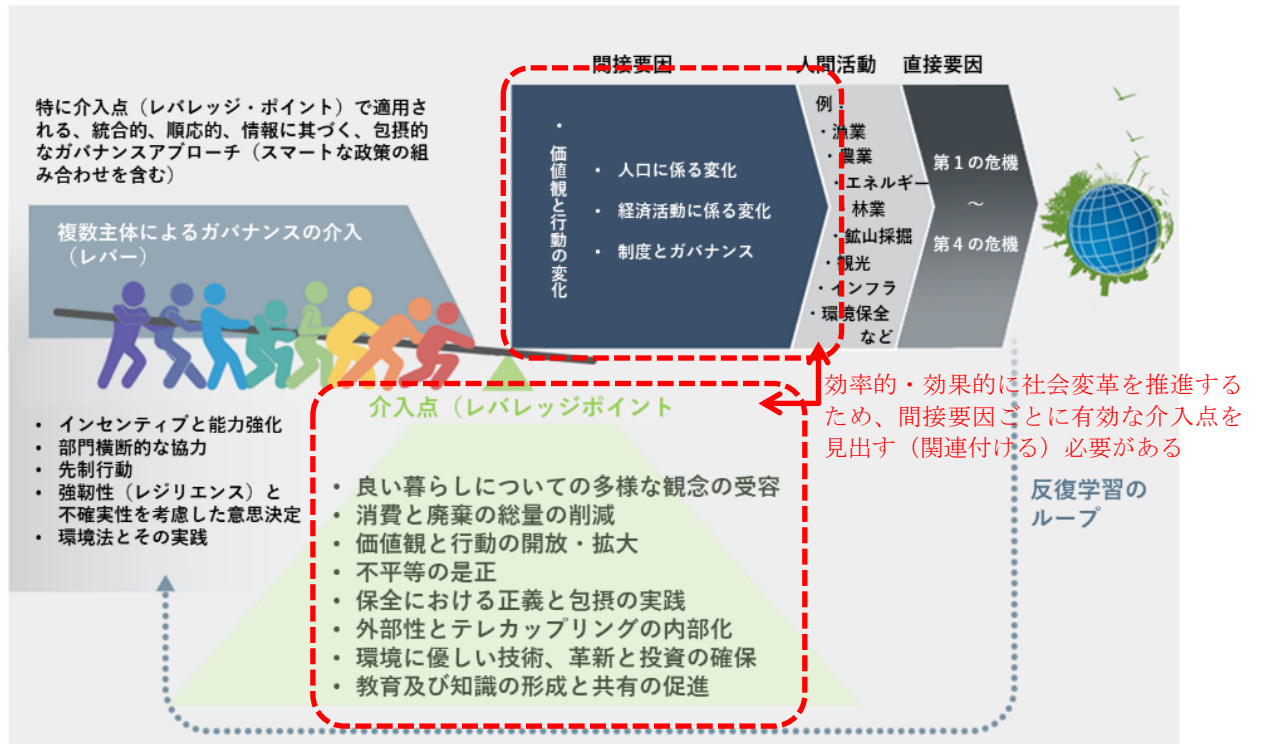 間接要因
人間活動
直接要因
特に介入点（レバレッジ・ポイント）で適用さ
れる、統合的、順応的、情報に其づく、包摂的
なガバナンスアプローチ（スマートな政策の組
み合わせを含む）
複数主体によるガバナンスの介入
（レバー）
・価値観と行動の変化
• 人口に係る変化
• 経済活動に係る変化
• 制度とガバナンス
例：
・漁業
・農業
・エネルギー
・林業
・鉱山採掘
・観光
・インフラ
・環境保全
など
第１の危機
～
第４の危機
介入点（レバレッジポイント
効率的・効果的に社会変革を推進する
ため、間接要因ごとに有効な介入点を
見出す（関連付ける）必要がある
• インセンティブと能力強化
• 部門横断的な協力
• 先制行動
• 強靭性（レジリエンス）と
不確実性を考慮した意思決定
• 環境法とその実践
• 良い暮らしについての多様な観念の受容
• 消費と廃棄の総量の削減
• 価値観と行動の開放・拡大
• 不平等の是正
• 保全における正義と包摂の実践
• 外部性とテレカップリングの内部化
• 環境に優しい技術、革新と投資の確保
• 教育及び知識の形成と共有の促進
反復学習の
ループ